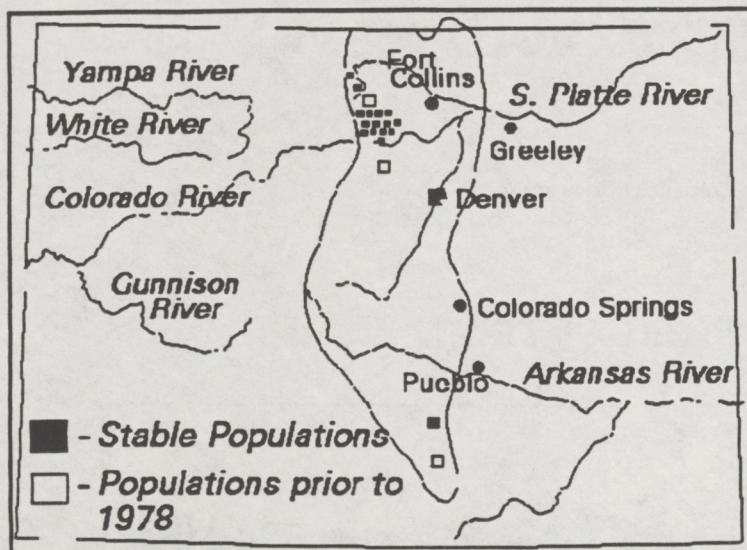 Fort
Collins
Yampa River
S. Platte River
White River
Greeley
Colorado River
Denver
Gunnison
River
Colorado Springs
Pueblo
Arkansas River
- Stable Populations
- Populations prior to
1978